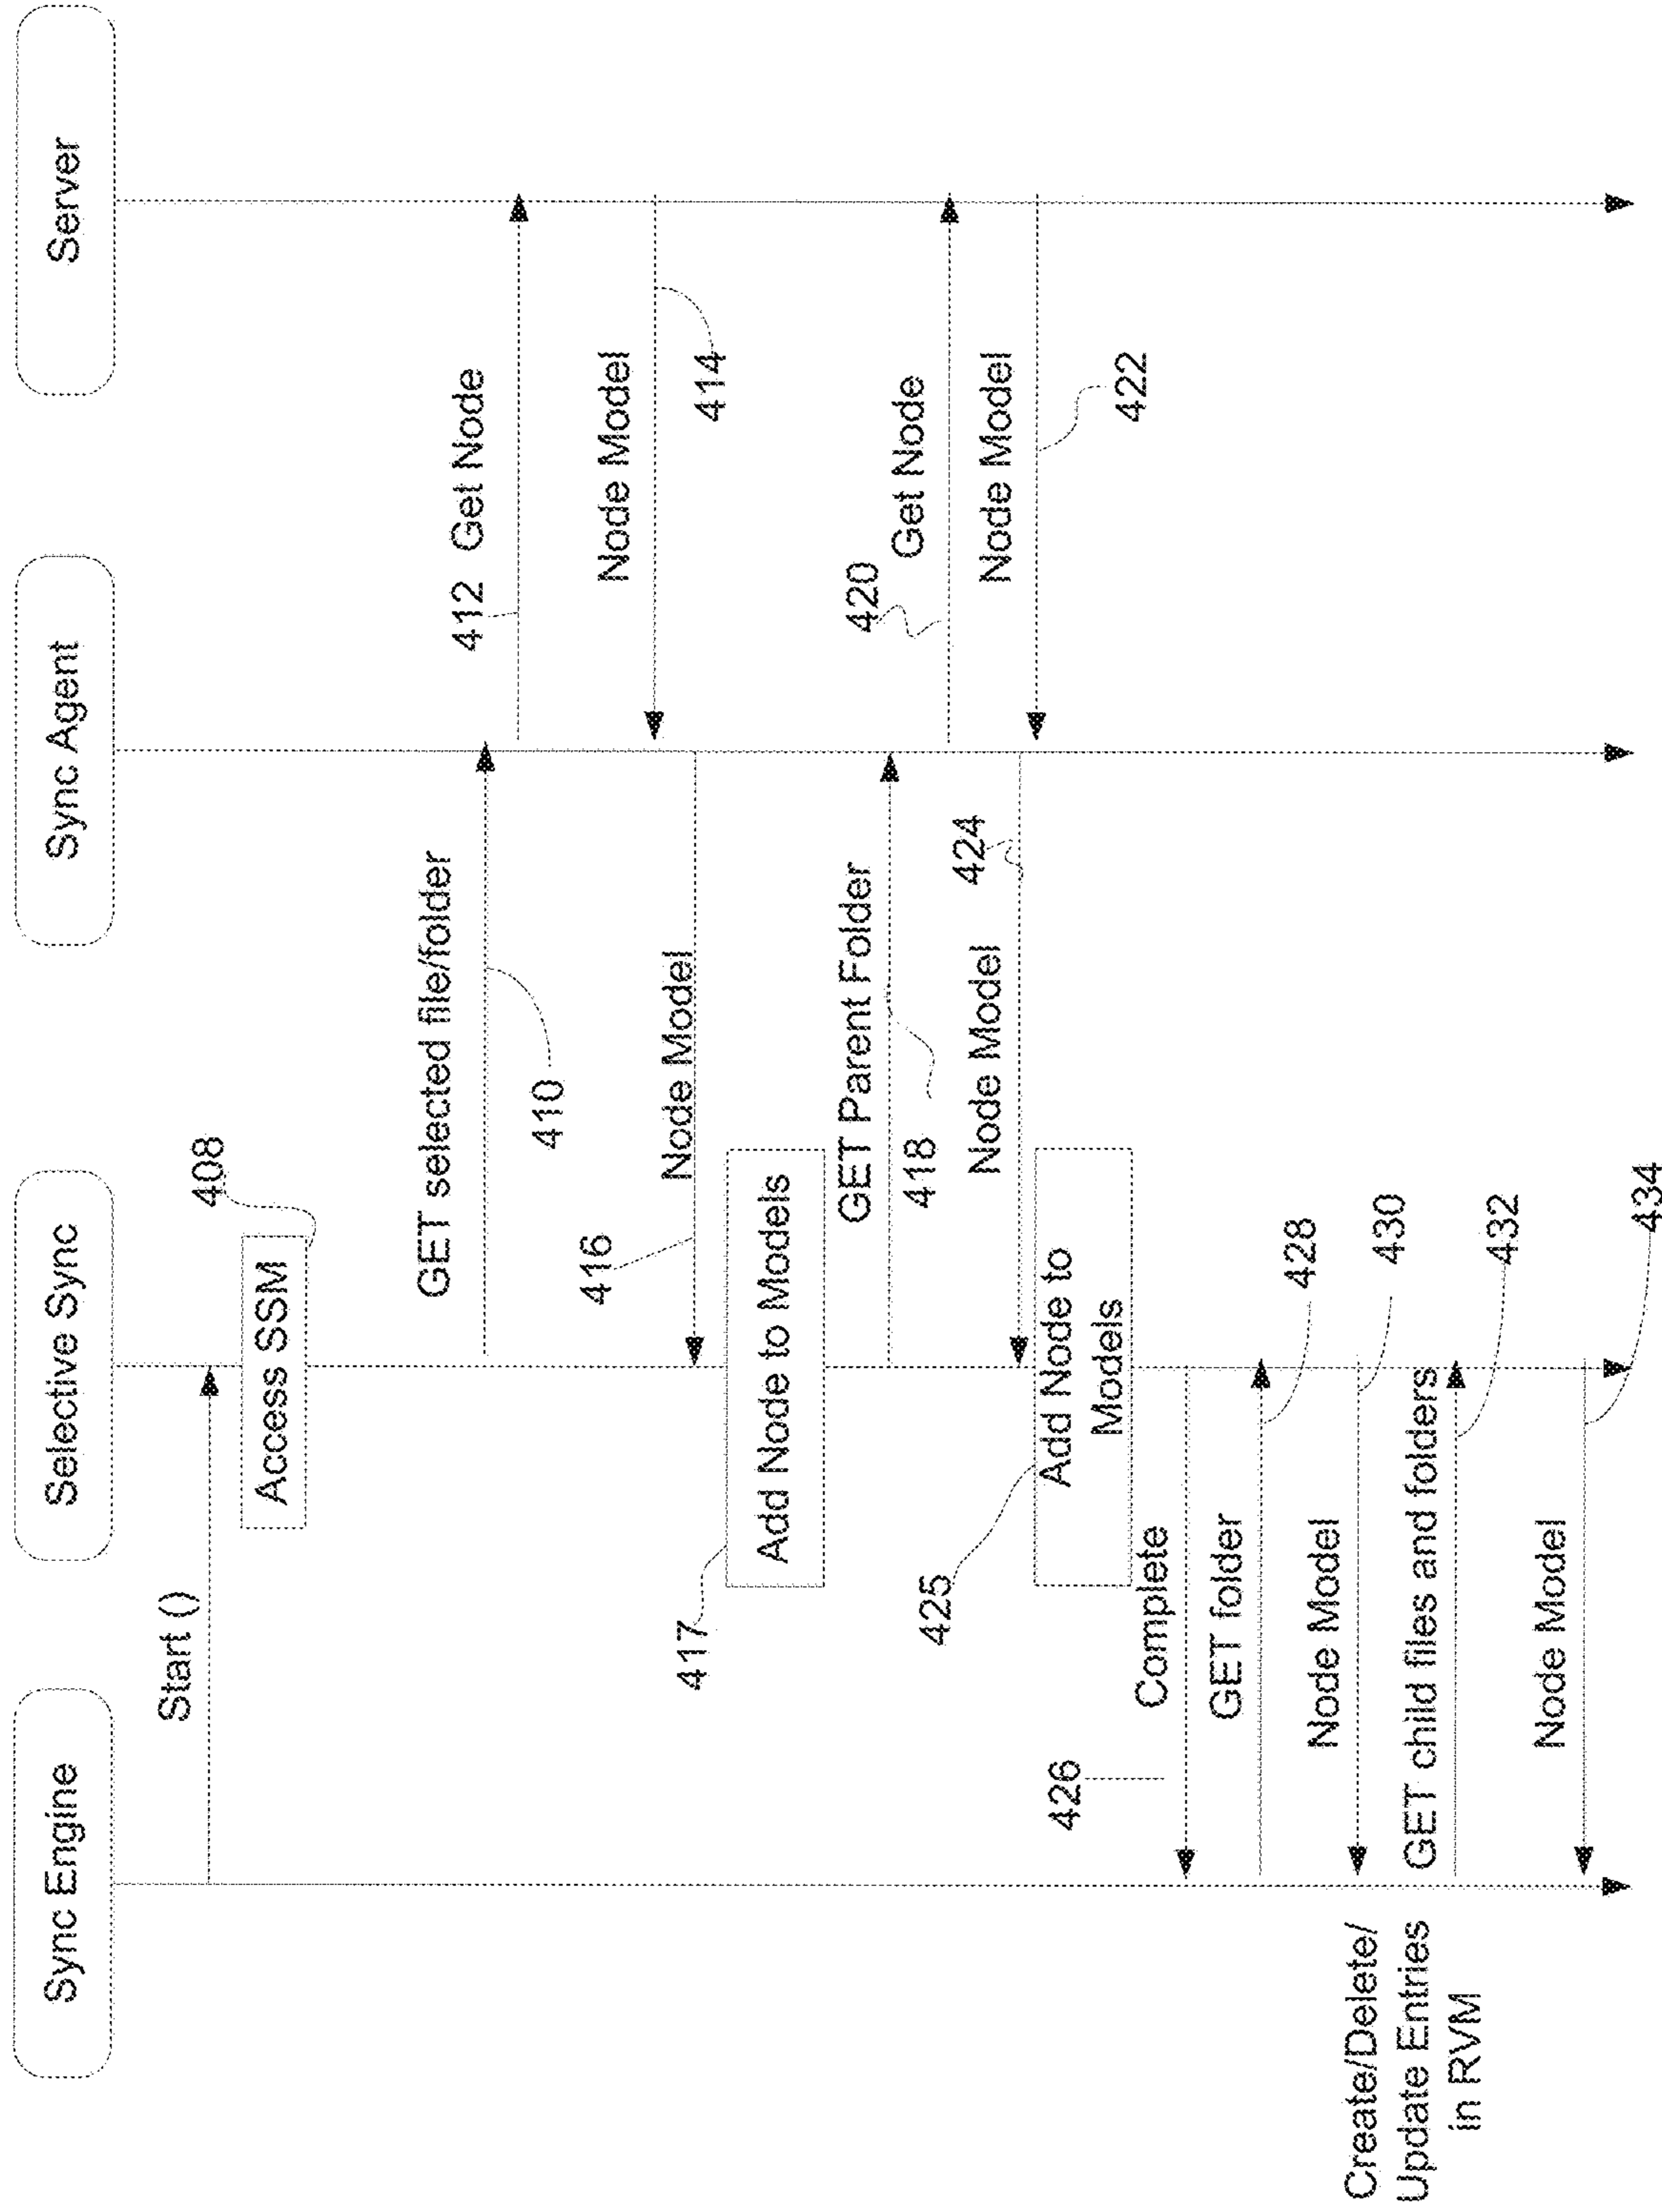 Sync Engine
Selective Sync
Sync Agent
Server
Start ()
408
Access SSM
GET selected file/folder
410
412 Get Node
Node Model
414
Node Model
416
417
Add Node to Models
GET Parent Folder
418
420
Get Node
Node Model
422
424
Node Model
425
Add Node to
Models
426
Complete
GET folder
428
Node Model
430
Create/Delete/
Update Entries
in RVM
GET child files and folders
432
Node Model
434